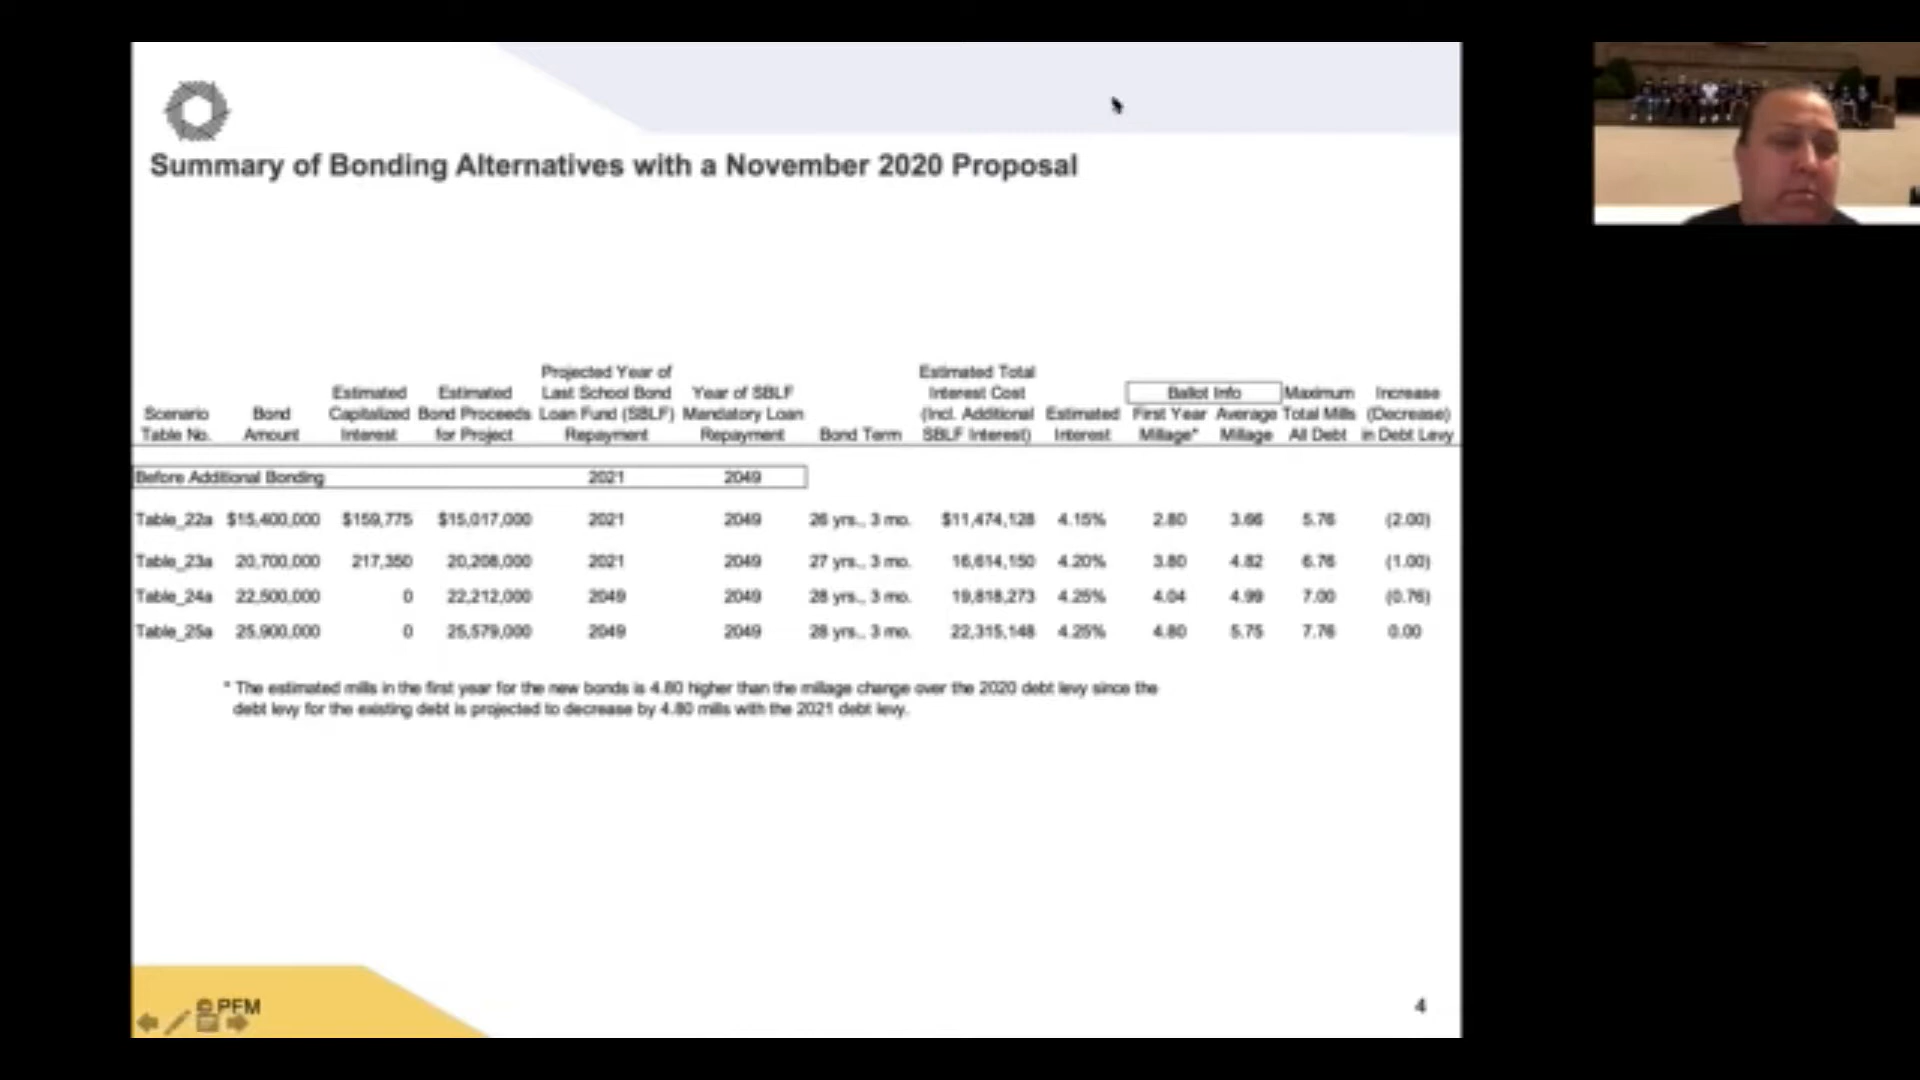 Summary of Bonding Alternatives with a November 2020 Proposal
Projected Year of Estimated Total
Estimated Estimated Last School Bond Year of SBLF Interest Cost Ballot Info Maximum Increase
Scenario Bond Capitalized Bond Proceeds Loan Fund (SBLF) Mandatory Loan (Incl. Additional Estimated First Year Average Total Mills (Decrease)
Table No. Amount Interest for Project Repayment Repayment Bond Term SBLF Interest) Interest Millage* Millage All Debt in Debt Levy
Before Additional Bonding 2021 2049
Table_22a $15,400,000 $159,775 $15,017,000 2021 2049 26 yrs., 3 mo. $11,474,128 4.15% 2.80 3.66 5.76 (2.00)
Table_23a 20,700,000 217,350 20,208,000 2021 2049 27 yrs., 3 mo. 16,614,150 4.20% 3.80 4.82 6.76 (1.00)
Table_24a 22,500,000 0 22,212,000 2049 2049 28 yrs., 3 mo. 19,818,273 4.25% 4.04 4.99 7.00 (0.76)
Table_25a 25,900,000 0 25,579,000 2049 2049 28 yrs., 3 mo. 22,315,148 4.25% 4.80 5.75 7.76 0.00
* The estimated mills in the first year for the new bonds is 4.80 higher than the millage change over the 2020 debt levy since the
debt levy for the existing debt is projected to decrease by 4.80 mills with the 2021 debt levy.
© PFM
4